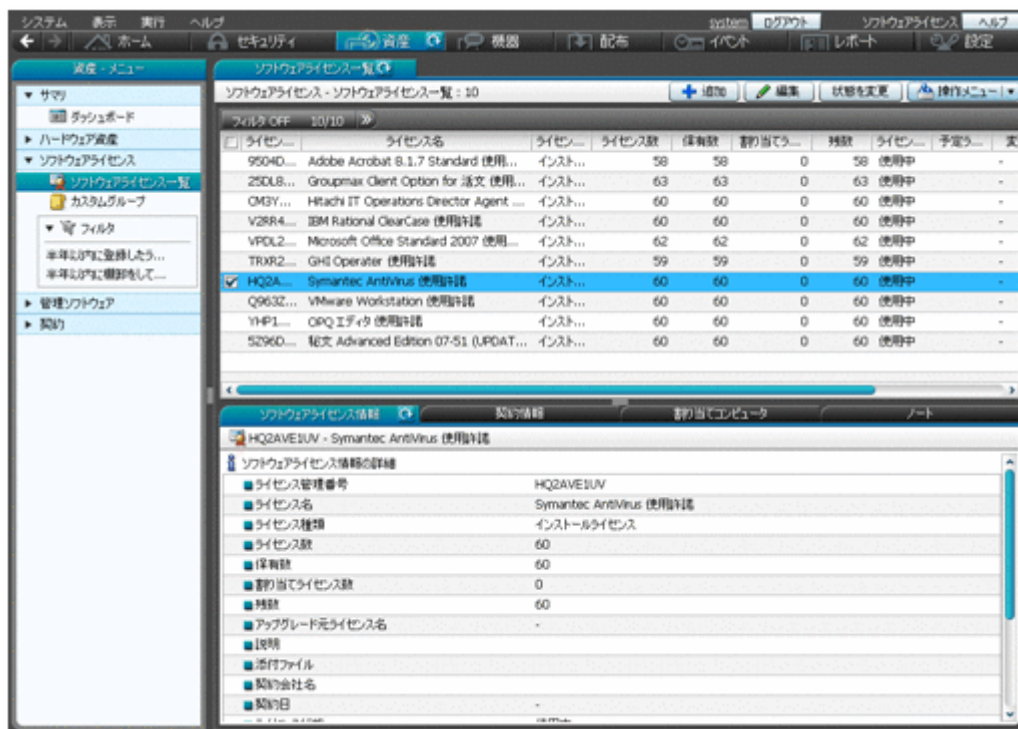 システム 表示 実行 ヘルプ system ログアウト ソフトウェアライセンス ヘルプ
ホーム セキュリティ 資産 機器 配布 イベント レポート 設定
資産・メニュー
ソフトウェアライセンス一覧
▼ サマリ
ダッシュボード
▶ ハードウェア資産
▼ ソフトウェアライセンス
ソフトウェアライセンス一覧
カスタムグループ
▼ フィルタ
半年以内に登録したう...
半年以内に棚卸をして...
▶ 管理ソフトウェア
▶ 契約
ソフトウェアライセンス - ソフトウェアライセンス一覧 : 10 追加 編集 状態を変更 操作メニュー
フィルタ OFF 10/10
ライセン... ライセンス名 ライセン... ライセンス数 保有数 割り当てラ... 残数 ライセン... 予定ラ...
9504D... Adobe Acrobat 8.1.7 Standard 使用... インスト... 58 58 0 58 使用中 -
25DL8... Groupmax Client Option for 活文 使用... インスト... 63 63 0 63 使用中 -
CM3Y... Hitachi IT Operations Director Agent ... インスト... 60 60 0 60 使用中 -
V2RR4... IBM Rational ClearCase 使用許諾 インスト... 60 60 0 60 使用中 -
VPDL2... Microsoft Office Standard 2007 使用... インスト... 62 62 0 62 使用中 -
TRXR2... GHI Operater 使用許諾 インスト... 59 59 0 59 使用中 -
HQ2A... Symantec AntiVirus 使用許諾 インスト... 60 60 0 60 使用中 -
Q963Z... VMware Workstation 使用許諾 インスト... 60 60 0 60 使用中 -
YHP1... OPQ エディタ 使用許諾 インスト... 60 60 0 60 使用中 -
5Z96D... 秘文 Advanced Edition 07-51 (UPDAT... インスト... 60 60 0 60 使用中 -
ソフトウェアライセンス情報 契約情報 割り当てコンピュータ ノート
HQ2AVE1UV - Symantec AntiVirus 使用許諾
ソフトウェアライセンス情報の詳細
ライセンス管理番号 HQ2AVE1UV
ライセンス名 Symantec AntiVirus 使用許諾
ライセンス種類 インストールライセンス
ライセンス数 60
保有数 60
割り当てライセンス数 0
残数 60
アップグレード元ライセンス名 -
説明
添付ファイル
契約会社名
契約日 -